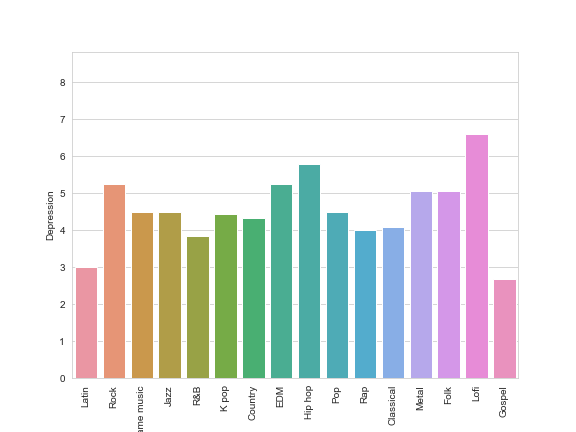 8
7
6
5
4
3
2
1
0
Depression
Latin
Rock
ame music
Jazz
R&B
K pop
Country
EDM
Hip hop
Pop
Rap
Classical
Metal
Folk
Lofi
Gospel